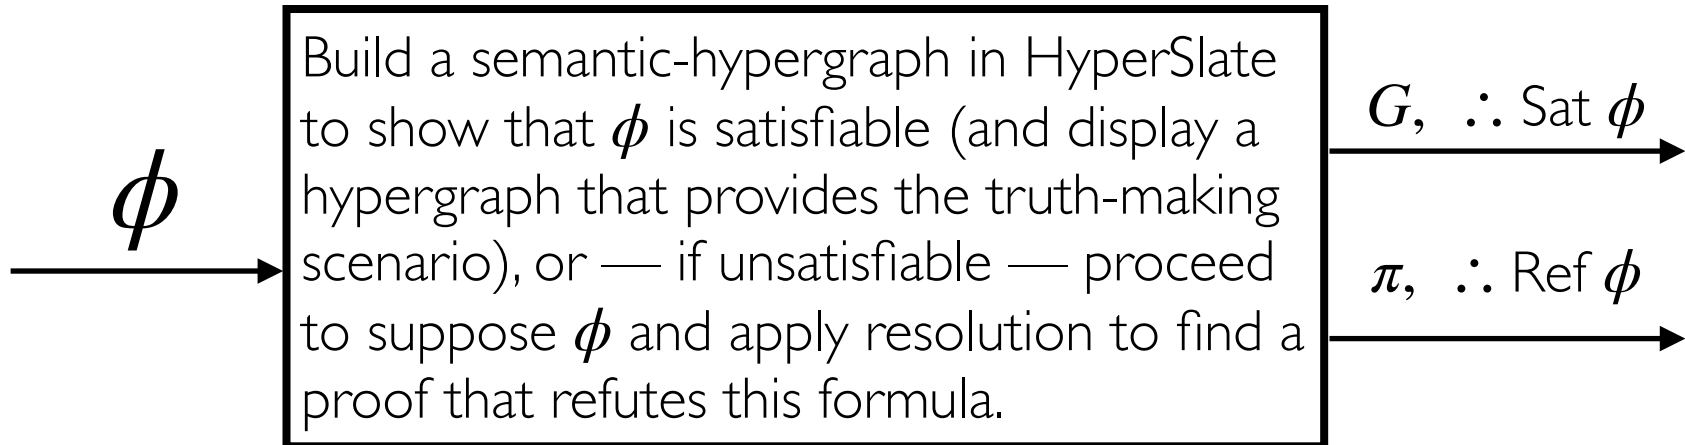 ϕ
Build a semantic-hypergraph in HyperSlate
to show that ϕ is satisfiable (and display a
hypergraph that provides the truth-making
scenario), or — if unsatisfiable — proceed
to suppose ϕ and apply resolution to find a
proof that refutes this formula.
G, ∴ Sat ϕ
π, ∴ Ref ϕ